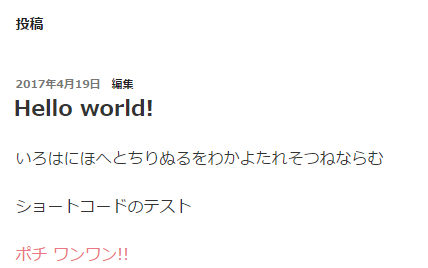 投稿
2017年4月19日 編集
Hello world!
いろはにほへとちりぬるをわかよたれそつねならむ
ショートコードのテスト
ポチ ワンワン!!